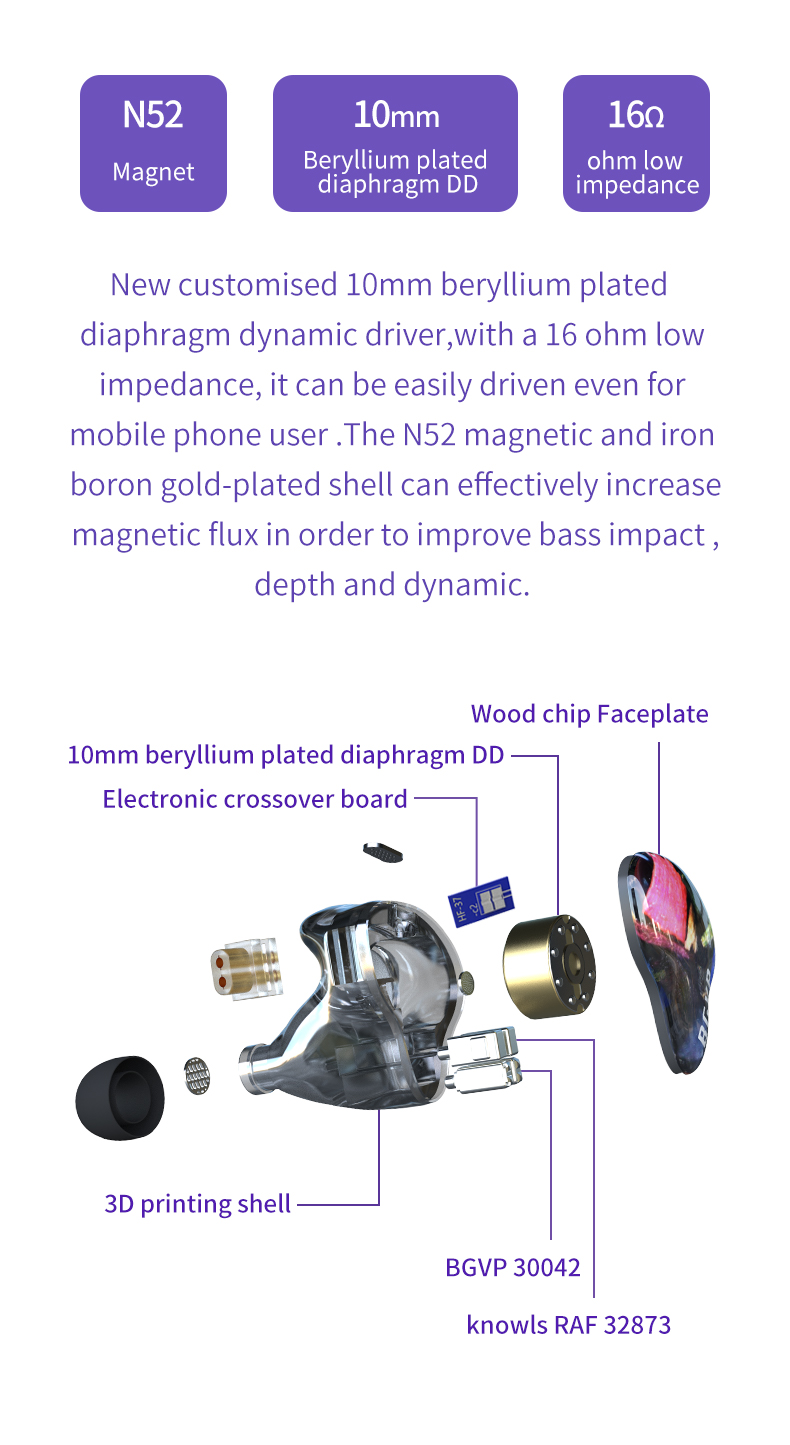 N52
Magnet
10mm
Beryllium plated
diaphragm DD
16Ω
ohm low
impedance
New customised 10mm beryllium plated
diaphragm dynamic driver,with a 16 ohm low
impedance, it can be easily driven even for
mobile phone user .The N52 magnetic and iron
boron gold-plated shell can effectively increase
magnetic flux in order to improve bass impact ,
depth and dynamic.
Wood chip Faceplate
10mm beryllium plated diaphragm DD
Electronic crossover board
HF-37
-c2
3D printing shell
BGVP 30042
knowls RAF 32873